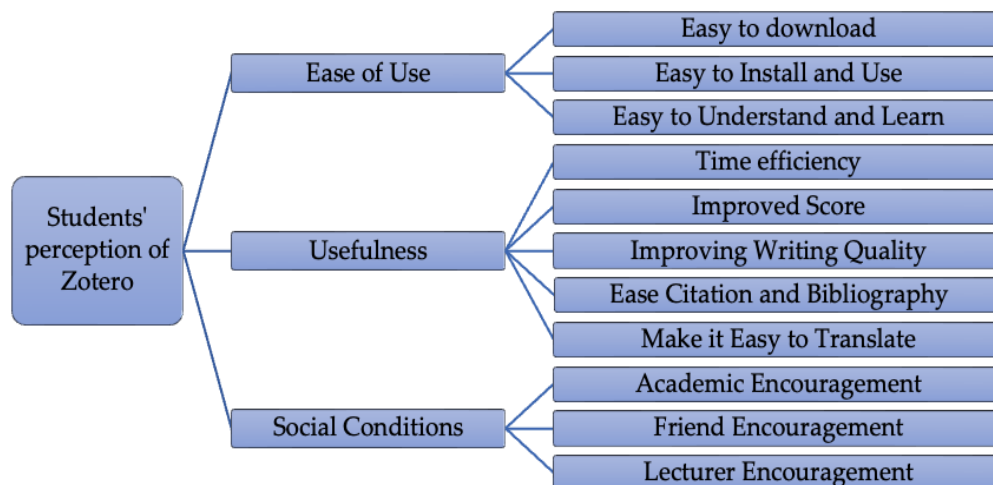 Students'
perception of
Zotero
Ease of Use
Easy to download
Easy to Install and Use
Easy to Understand and Learn
Usefulness
Time efficiency
Improved Score
Improving Writing Quality
Ease Citation and Bibliography
Make it Easy to Translate
Social Conditions
Academic Encouragement
Friend Encouragement
Lecturer Encouragement